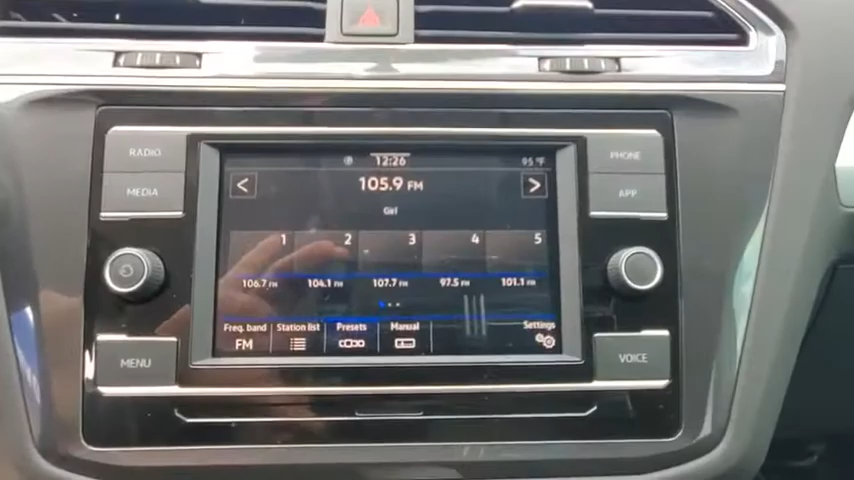 RADIO
MEDIA
MENU
12:26
95 °F
105.9 FM
Girl
1 2 3 4 5
106.7 FM 104.1 FM 107.7 FM 97.5 FM 101.1 FM
Freq. band Station list Presets Manual Settings
FM
PHONE
APP
VOICE